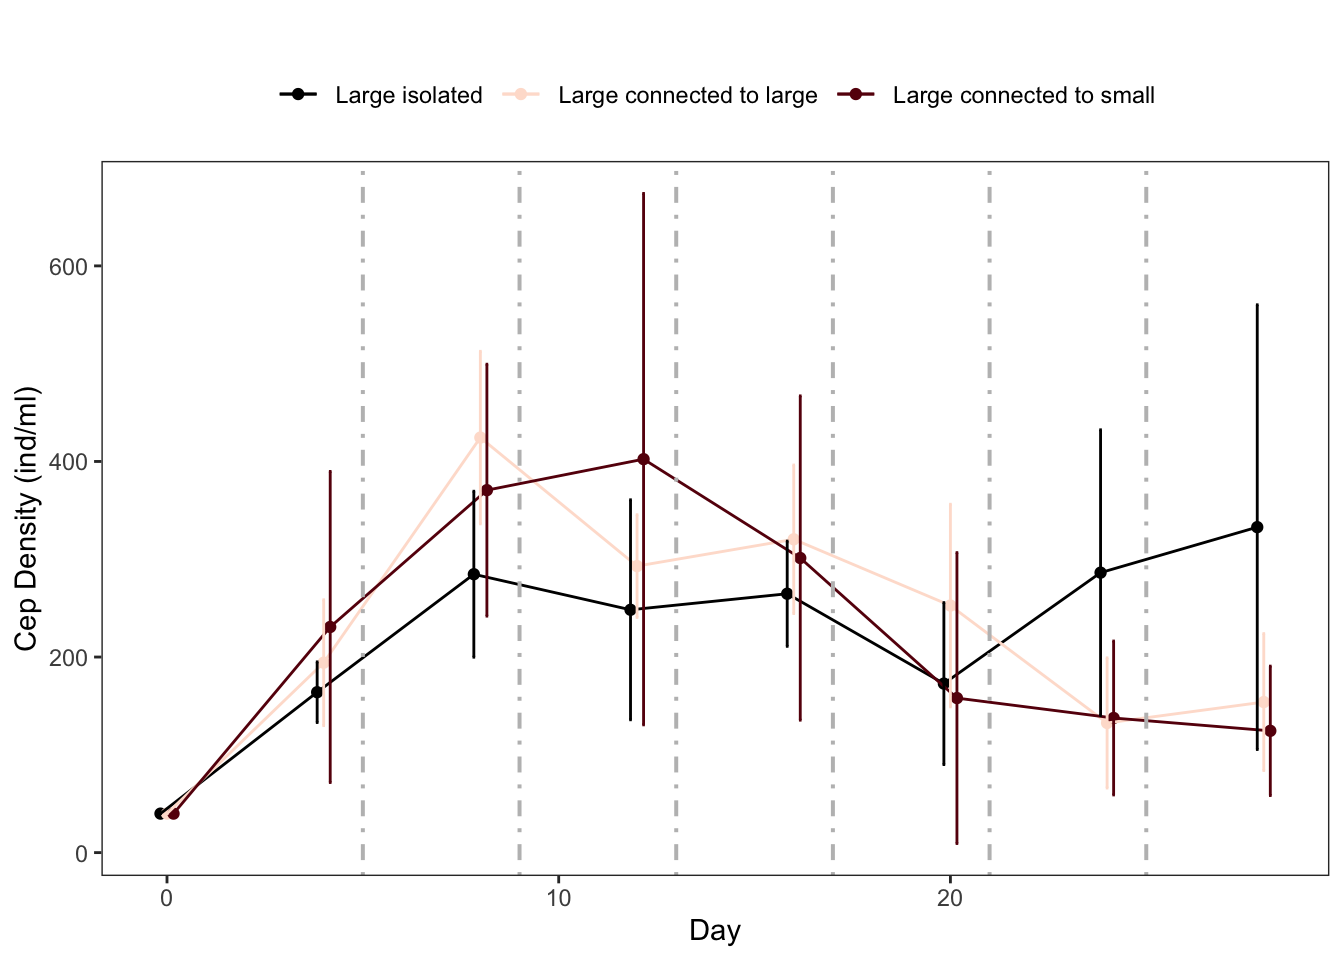 Large isolated Large connected to large Large connected to small
600
400
200
0
Cep Density (ind/ml)
0 10 20
Day